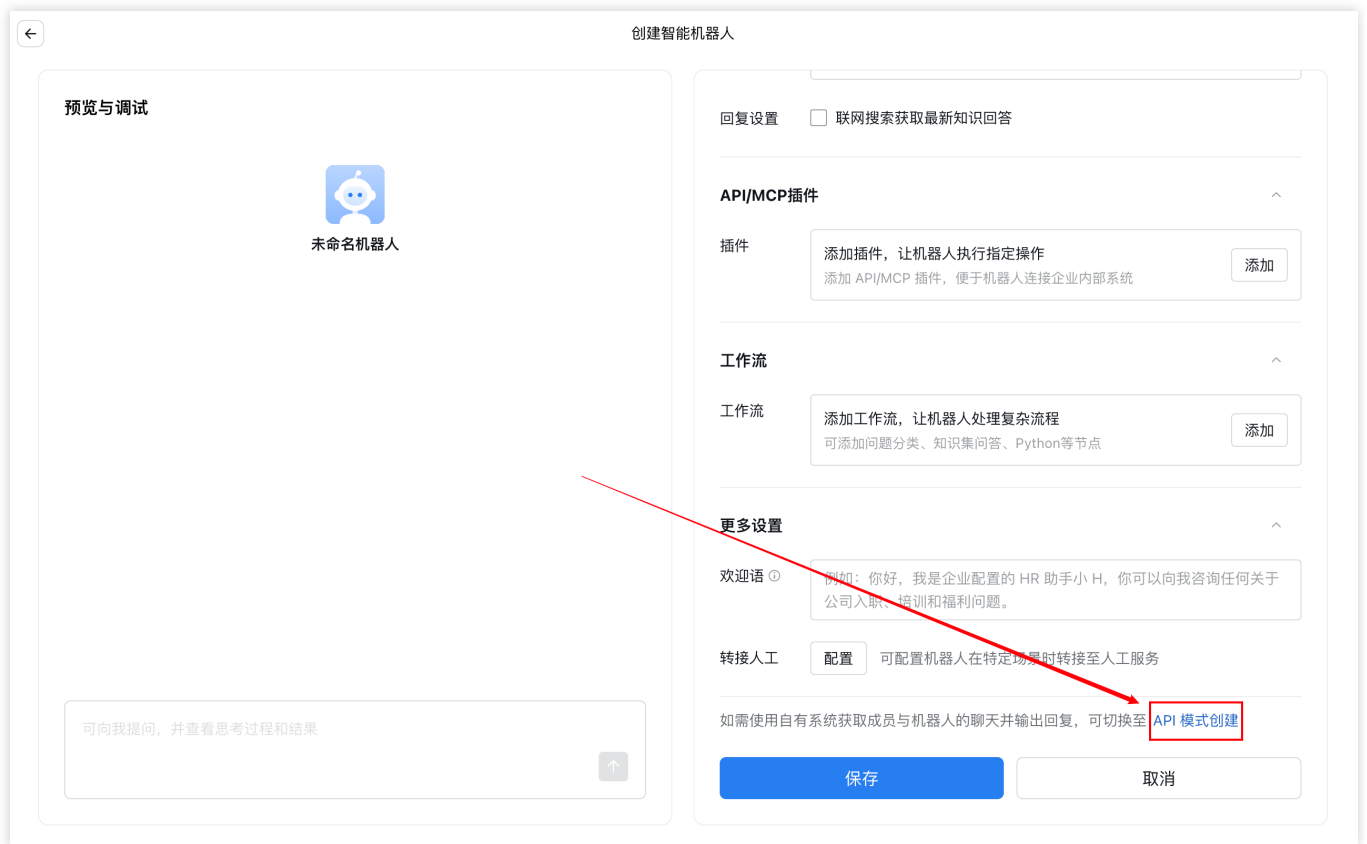 创建智能机器人
预览与调试
未命名机器人
可向我提问，并查看思考过程和结果
回复设置
联网搜索获取最新知识回答
API/MCP插件
插件
添加插件，让机器人执行指定操作
添加 API/MCP 插件，便于机器人连接企业内部系统
添加
工作流
工作流
添加工作流，让机器人处理复杂流程
可添加问题分类、知识集问答、Python等节点
添加
更多设置
欢迎语
例如：你好，我是企业配置的 HR 助手小 H，你可以向我咨询任何关于
公司入职、培训和福利问题。
转接人工
配置
可配置机器人在特定场景时转接至人工服务
如需使用自有系统获取成员与机器人的聊天并输出回复，可切换至 API 模式创建
保存
取消